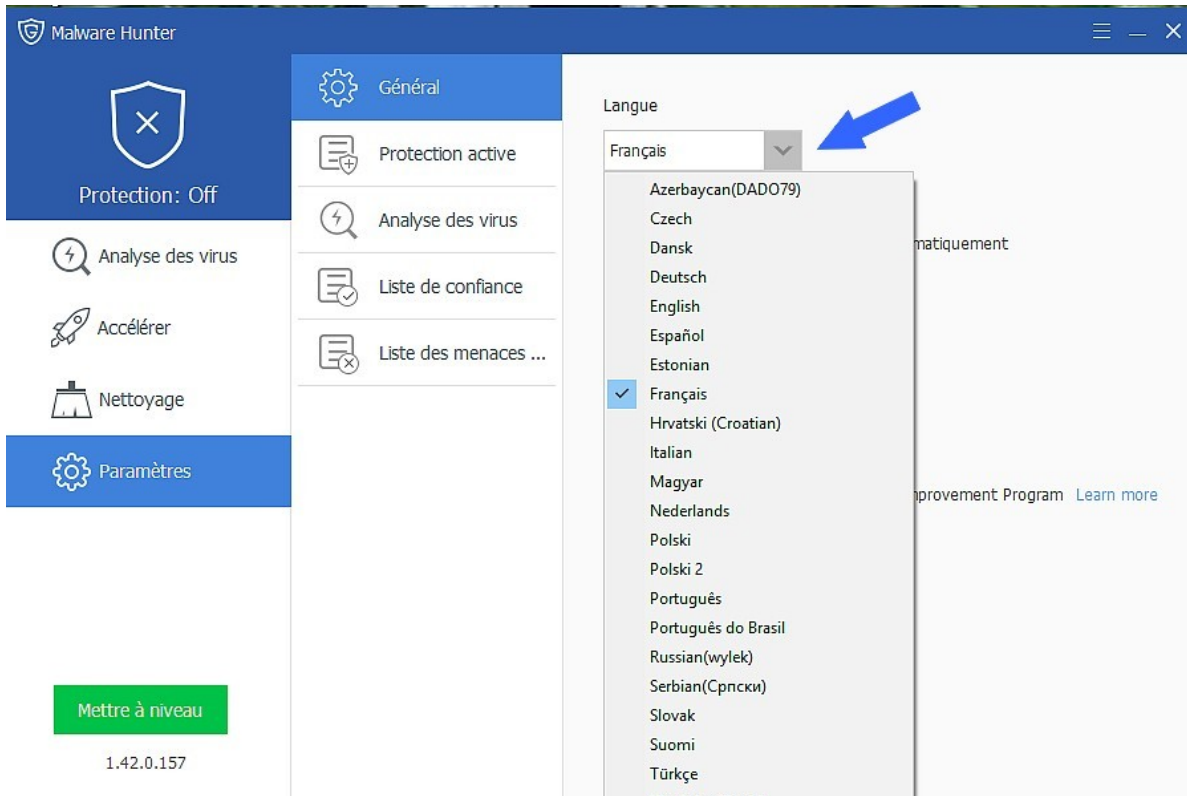 Malware Hunter
Protection: Off
Analyse des virus
Accélérer
Nettoyage
Paramètres
Mettre à niveau
1.42.0.157
Général
Protection active
Analyse des virus
Liste de confiance
Liste des menaces ...
Langue
Français
Azerbaycan(DADO79)
Czech
Dansk
Deutsch
English
Español
Estonian
Français
Hrvatski (Croatian)
Italian
Magyar
Nederlands
Polski
Polski 2
Português
Português do Brasil
Russian(wylek)
Serbian(Српски)
Slovak
Suomi
Türkçe
matiquement
provement Program Learn more